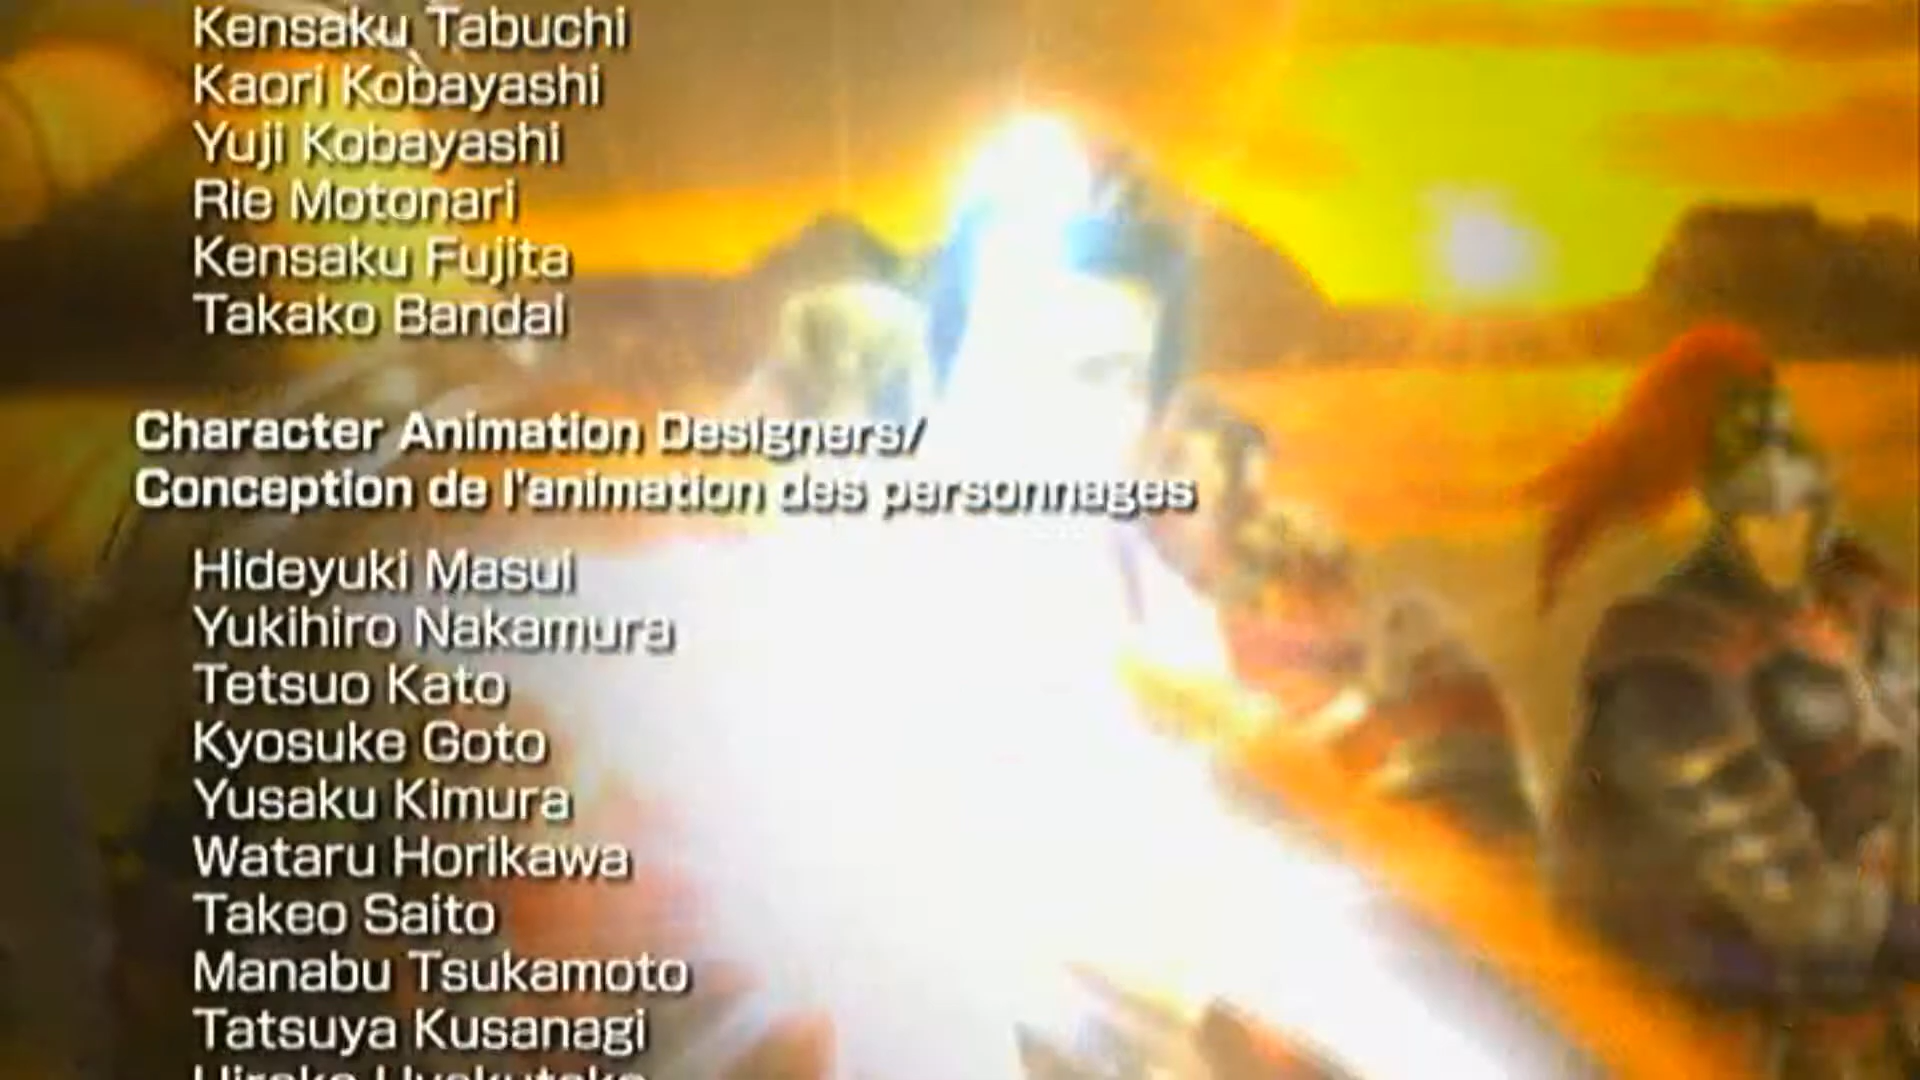 Kensaku Tabuchi
Kaori Kobayashi
Yuji Kobayashi
Rie Motonari
Kensaku Fujita
Takako Bandai
Character Animation Designers/
Conception de l'animation des personnages
Hideyuki Masui
Yukihiro Nakamura
Tetsuo Kato
Kyosuke Goto
Yusaku Kimura
Wataru Horikawa
Takeo Saito
Manabu Tsukamoto
Tatsuya Kusanagi